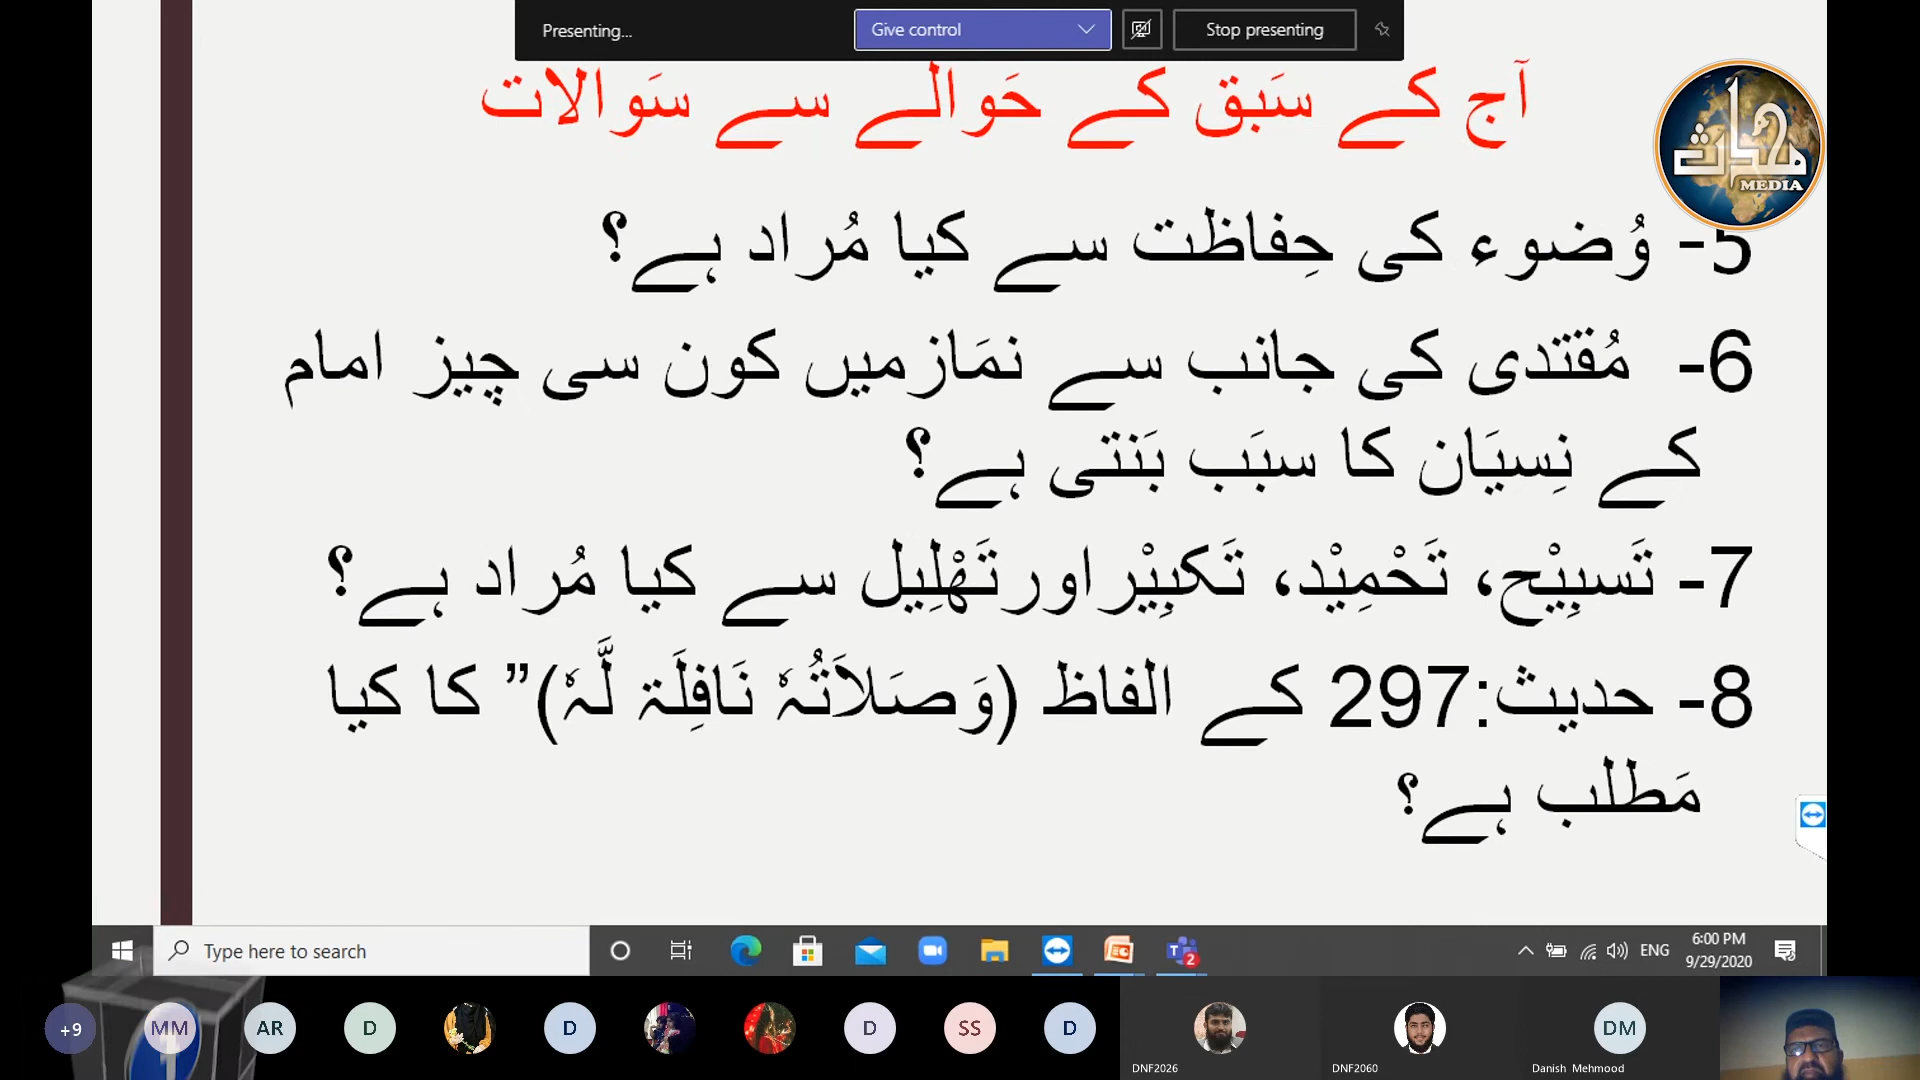 Presenting...
Give control
Stop presenting
آج کے سَبق کے حَوالے سے سَوالات
محدث
MEDIA
5- وُضوء کی حِفاظت سے کیا مُراد ہے؟
6- مُقتدی کی جانب سے نمَازمیں کون سی چیز امام
کے نِسیَان کا سبَب بَنتی ہے؟
7- تَسبِیْح، تَحْمِیْد، تَکبِیْراورتَھْلِیل سے کیا مُراد ہے؟
8- حدیث:297 کے الفاظ (وَصَلاَتُہٗ نَافِلَۃ لَّہٗ)” کا کیا
مَطلب ہے؟
Type here to search
2
ENG
6:00 PM
9/29/2020
+9
MM
AR
D
D
D
SS
D
DM
DNF2026
DNF2060
Danish Mehmood